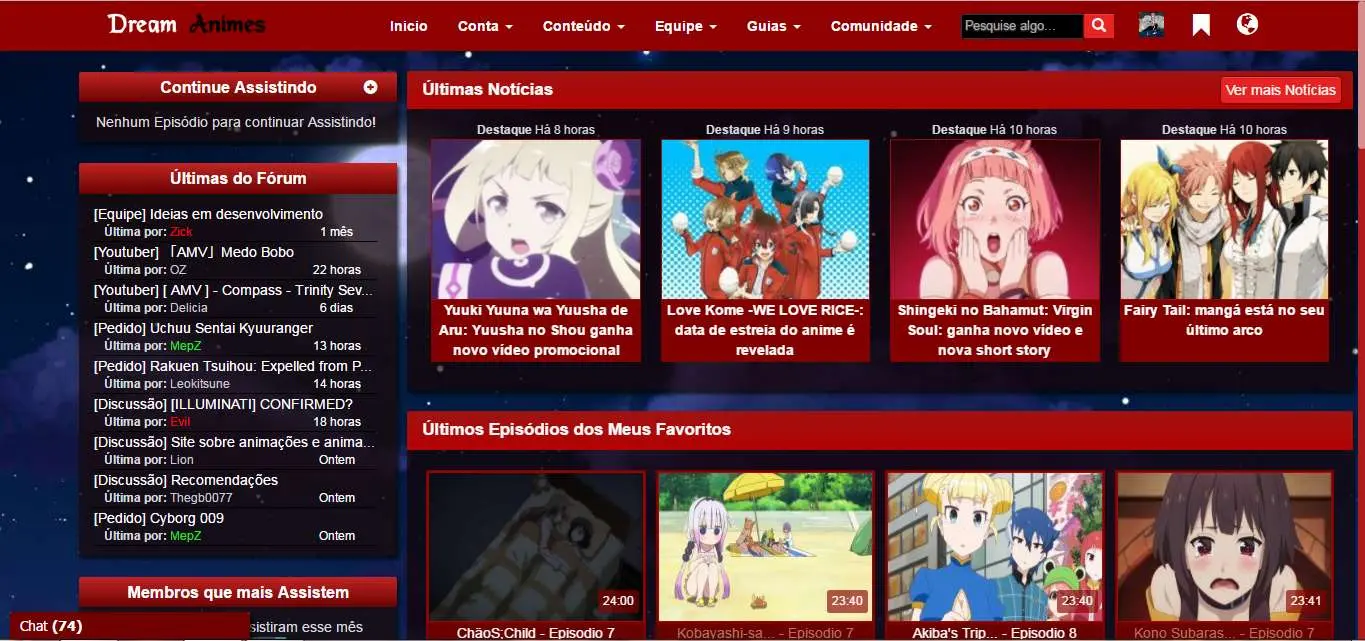 Dream Animes
Inicio
Conta
Conteúdo
Equipe
Guias
Comunidade
Pesquise algo...
Continue Assistindo
Nenhum Episódio para continuar Assistindo!
Últimas do Fórum
[Equipe] Ideias em desenvolvimento
Última por: Zick 1 mês
[Youtuber] 「AMV」Medo Bobo
Última por: OZ 22 horas
[Youtuber] [ AMV ] - Compass - Trinity Sev...
Última por: Delicia 6 dias
[Pedido] Uchuu Sentai Kyuuranger
Última por: MepZ 13 horas
[Pedido] Rakuen Tsuihou: Expelled from P...
Última por: Leokitsune 14 horas
[Discussão] [ILLUMINATI] CONFIRMED?
Última por: Evil 18 horas
[Discussão] Site sobre animações e anima...
Última por: Lion Ontem
[Discussão] Recomendações
Última por: Thegb0077 Ontem
[Pedido] Cyborg 009
Última por: MepZ Ontem
Membros que mais Assistem
sistiram esse mês
Chat (74)
Últimas Notícias
Ver mais Notícias
Destaque Há 8 horas
Yuuki Yuuna wa Yuusha de
Aru: Yuusha no Shou ganha
novo vídeo promocional
Destaque Há 9 horas
Love Kome -WE LOVE RICE-:
data de estreia do anime é
revelada
Destaque Há 10 horas
Shingeki no Bahamut: Virgin
Soul: ganha novo vídeo e
nova short story
Destaque Há 10 horas
Fairy Tail: mangá está no seu
último arco
Últimos Episódios dos Meus Favoritos
24:00
ChäoS;Child - Episodio 7
23:40
Kobayashi-sa... - Episodio 7
23:40
Akiba's Trip... - Episodio 8
23:41
Kono Subaras... - Episodio 7